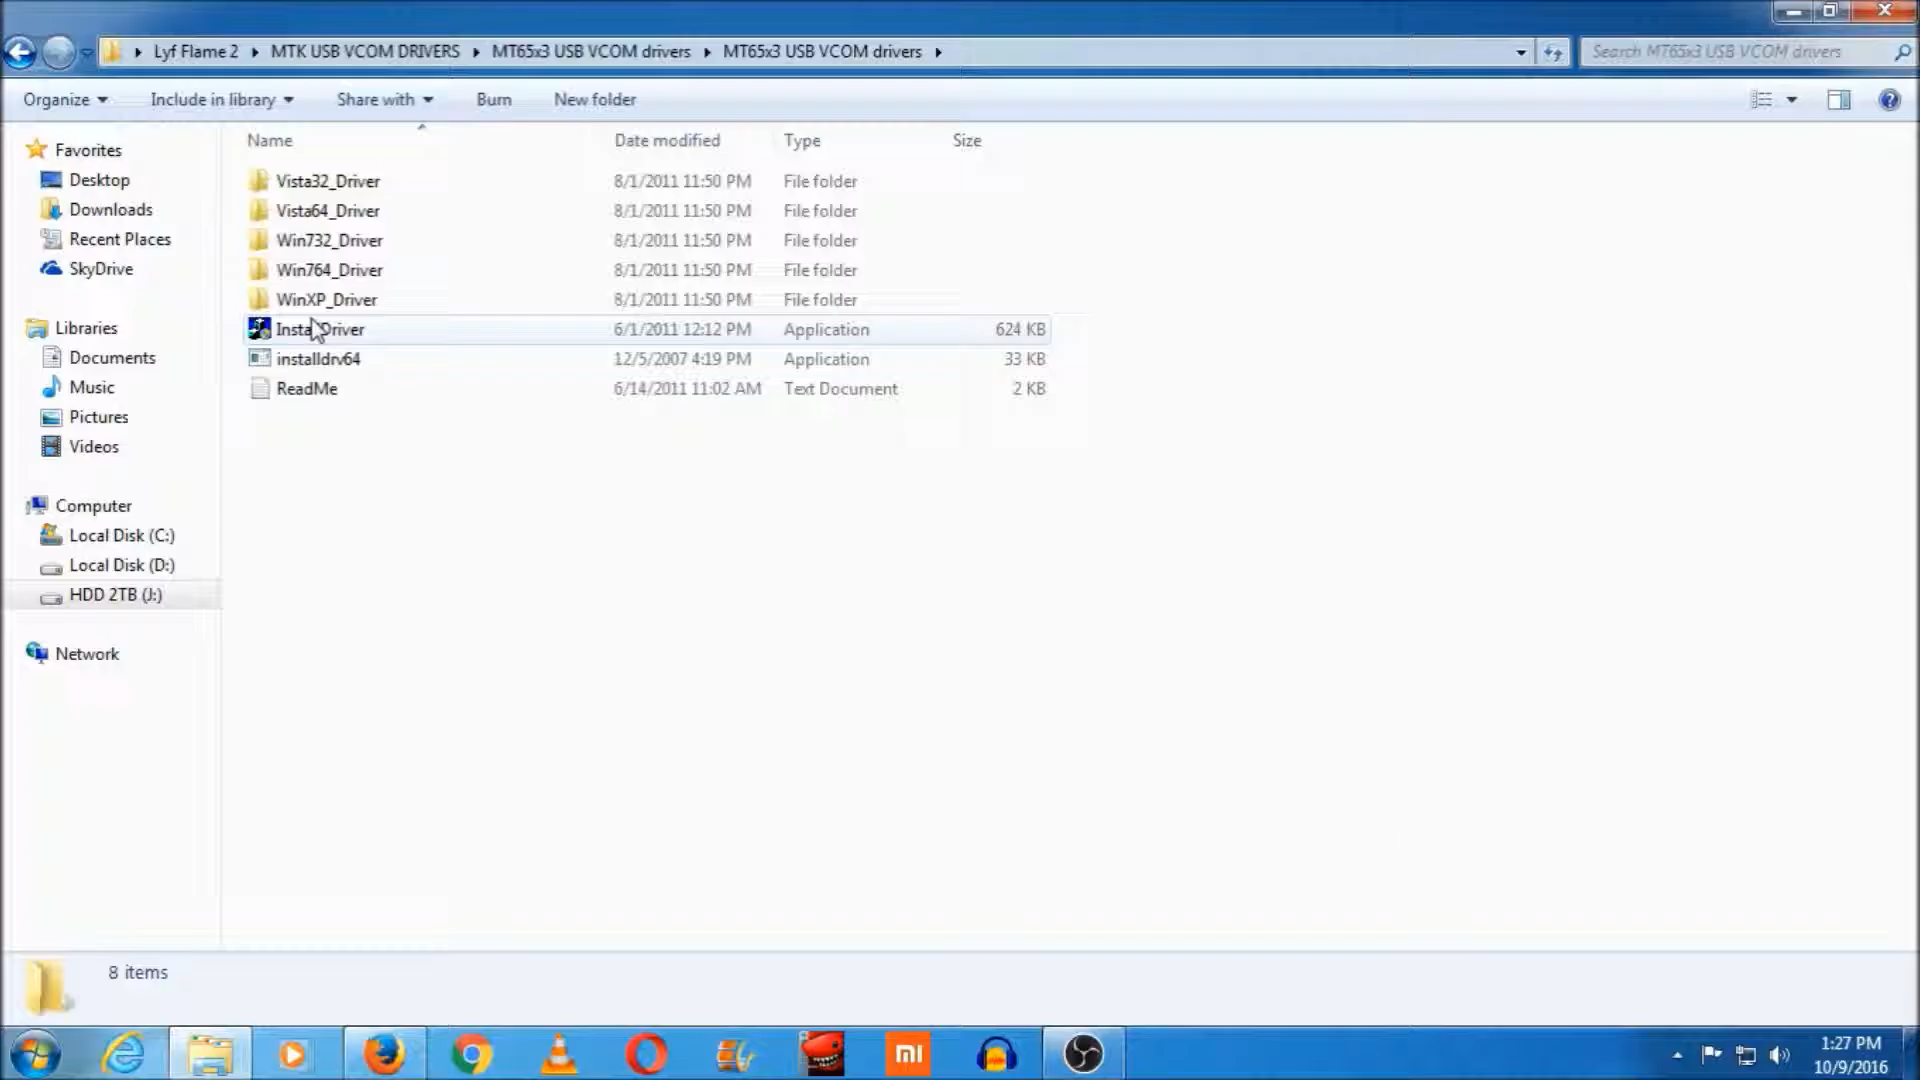 Lyf Flame 2 MTK USB VCOM DRIVERS MT65x3 USB VCOM drivers MT65x3 USB VCOM drivers Search MT65x3 USB VCOM drivers
Organize Include in library Share with Burn New folder
Favorites
Desktop
Downloads
Recent Places
SkyDrive
Libraries
Documents
Music
Pictures
Videos
Computer
Local Disk (C:)
Local Disk (D:)
HDD 2TB (J:)
Network
Name Date modified Type Size
Vista32_Driver 8/1/2011 11:50 PM File folder
Vista64_Driver 8/1/2011 11:50 PM File folder
Win732_Driver 8/1/2011 11:50 PM File folder
Win764_Driver 8/1/2011 11:50 PM File folder
WinXP_Driver 8/1/2011 11:50 PM File folder
6/1/2011 12:12 PM Application 624 KB
installdrv64 12/5/2007 4:19 PM Application 33 KB
ReadMe 6/14/2011 11:02 AM Text Document 2 KB
8 items
mi
1:27 PM
10/9/2016